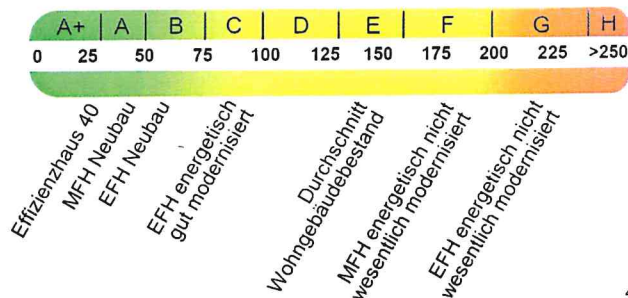 A+ A B C D E F G H
0 25 50 75 100 125 150 175 200 225 >250
Effizienzhaus 40
MFH Neubau
EFH Neubau
EFH energetisch
gut modernisiert
Durchschnitt
Wohngebäudebestand
MFH energetisch nicht
wesentlich modernisiert
EFH energetisch nicht
wesentlich modernisiert